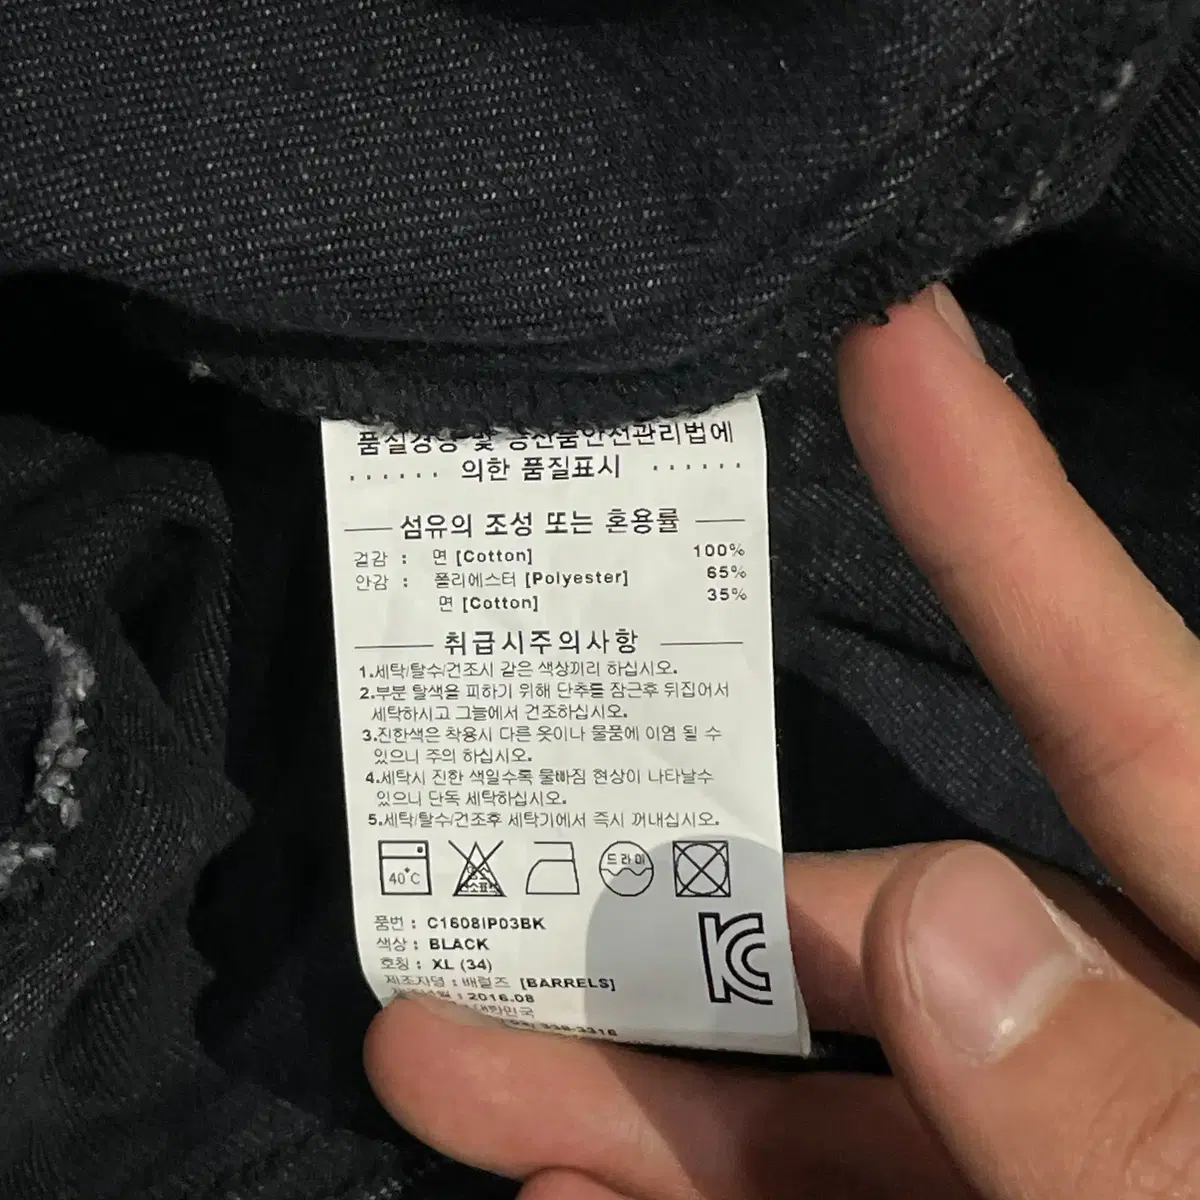 품질경영 및 공산품안전관리법에
...... 의한 품질표시 ......
섬유의 조성 또는 혼용률
겉감 : 면 [Cotton] 100%
안감 : 폴리에스터 [Polyester] 65%
면 [Cotton] 35%
취급시주의사항
1.세탁/탈수/건조시 같은 색상끼리 하십시오.
2.부분 탈색을 피하기 위해 단추를 잠근후 뒤집어서
세탁하시고 그늘에서 건조하십시오.
3.진한색은 착용시 다른 옷이나 물품에 이염 될 수
있으니 주의 하십시오.
4.세탁시 진한 색일수록 물빠짐 현상이 나타날수
있으니 단독 세탁하십시오.
5.세탁/탈수/건조후 세탁기에서 즉시 꺼내십시오.
40°C 드라이
품번 : C1608IP03BK
색상 : BLACK
호칭 : XL (34)
제조자명 : 배럴즈 [BARRELS]
제조년월 : 2016.08
대한민국
338-3316
KC